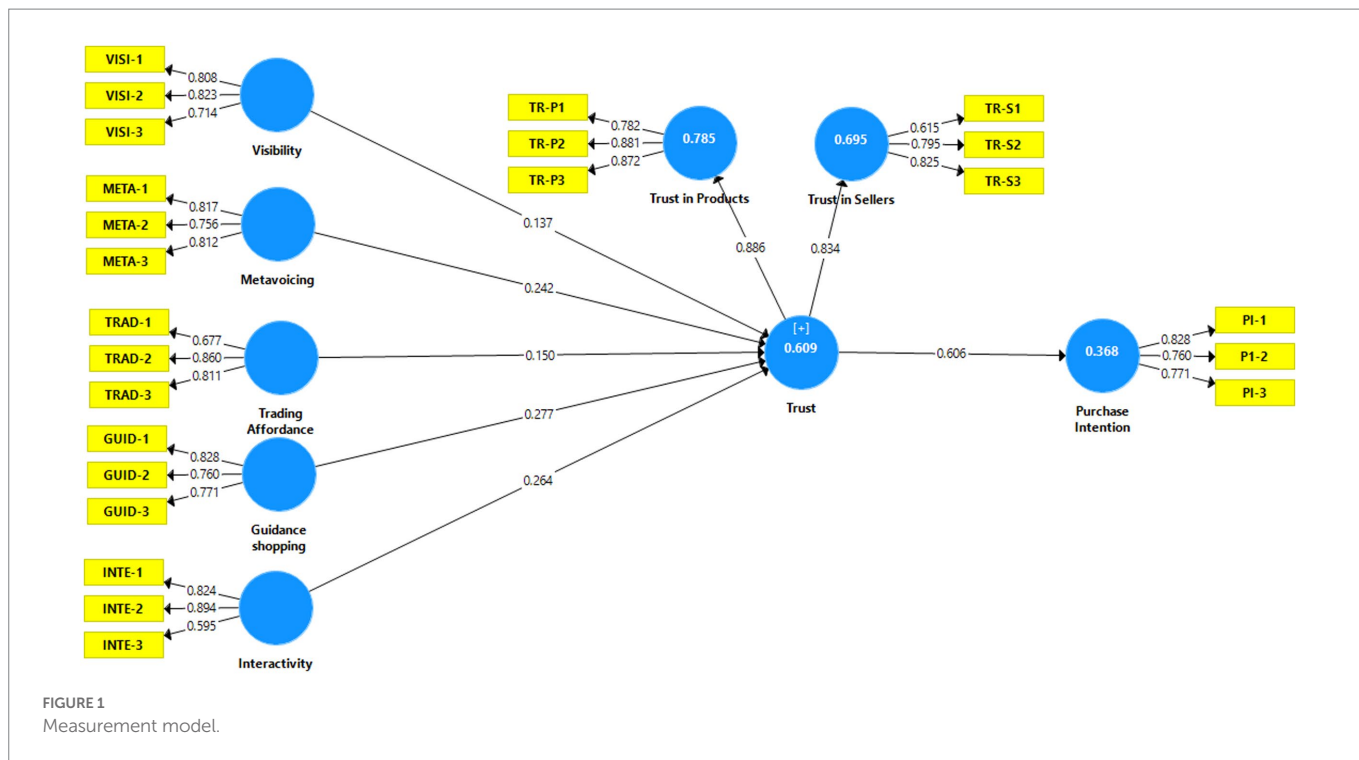 VISI-1
0.808
VISI-2
0.823
VISI-3
0.714
Visibility
META-1
0.817
META-2
0.756
META-3
0.812
Metavoicing
TRAD-1
0.677
TRAD-2
0.860
TRAD-3
0.811
Trading
Affordance
GUID-1
0.828
GUID-2
0.760
GUID-3
0.771
Guidance
shopping
INTE-1
0.824
INTE-2
0.894
INTE-3
0.595
Interactivity
TR-P1
0.782
TR-P2
0.881
TR-P3
0.872
0.785
Trust in Products
0.695
Trust in Sellers
TR-S1
0.615
TR-S2
0.795
TR-S3
0.825
0.137
0.242
0.150
0.277
0.264
0.886
0.834
[+]
0.609
Trust
0.606
0.368
Purchase
Intention
PI-1
0.828
P1-2
0.760
PI-3
0.771
FIGURE 1
Measurement model.